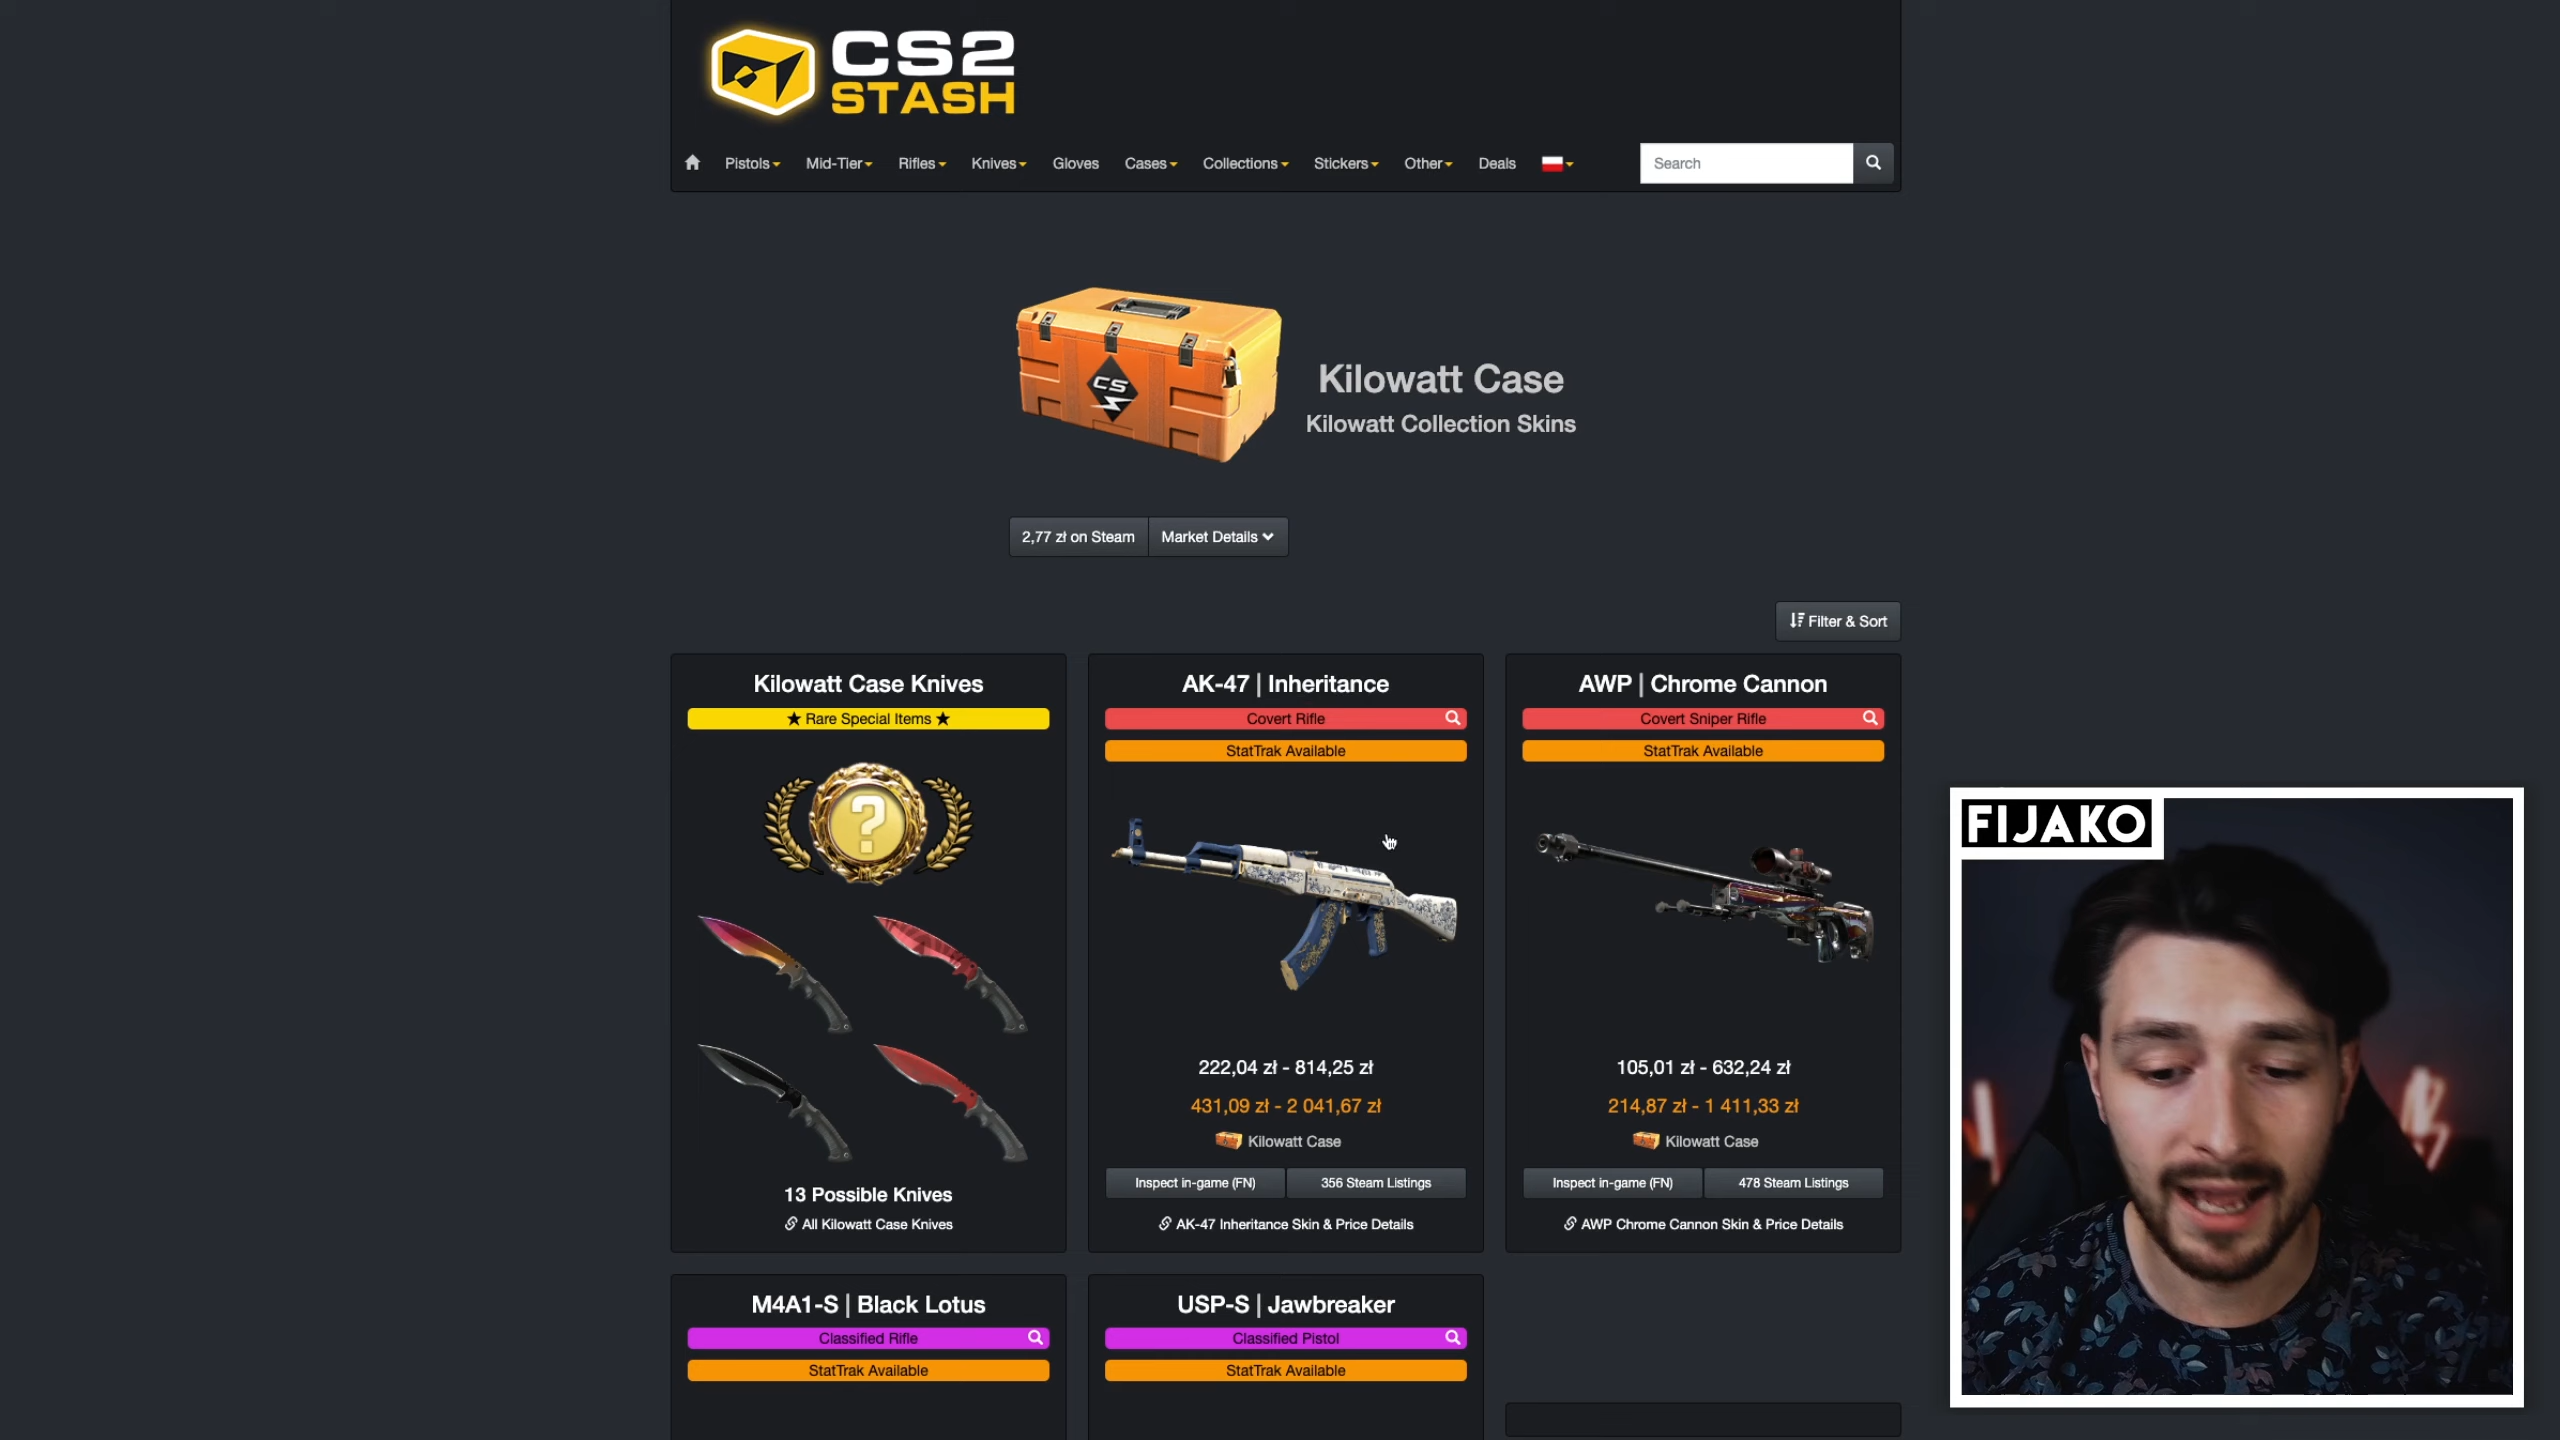 CS2
STASH
Pistols
Mid-Tier
Rifles
Knives
Gloves
Cases
Collections
Stickers
Other
Deals
Search
CS
Kilowatt Case
Kilowatt Collection Skins
2,77 zł on Steam
Market Details
Filter & Sort
Kilowatt Case Knives
★ Rare Special Items ★
?
13 Possible Knives
All Kilowatt Case Knives
AK-47 | Inheritance
Covert Rifle
StatTrak Available
222,04 zł - 814,25 zł
431,09 zł - 2 041,67 zł
Kilowatt Case
Inspect in-game (FN)
356 Steam Listings
AK-47 Inheritance Skin & Price Details
AWP | Chrome Cannon
Covert Sniper Rifle
StatTrak Available
105,01 zł - 632,24 zł
214,87 zł - 1 411,33 zł
Kilowatt Case
Inspect in-game (FN)
478 Steam Listings
AWP Chrome Cannon Skin & Price Details
FIJAKO
M4A1-S | Black Lotus
Classified Rifle
StatTrak Available
USP-S | Jawbreaker
Classified Pistol
StatTrak Available